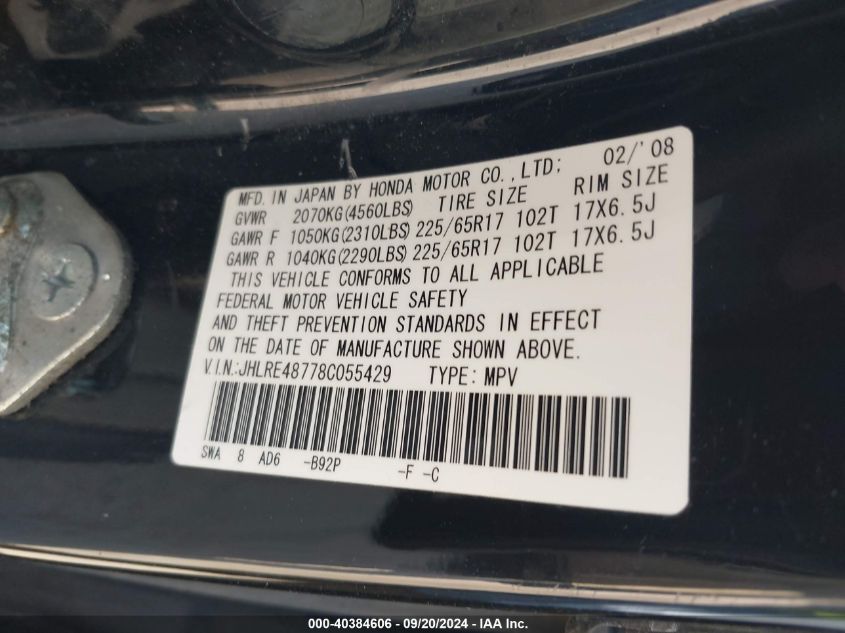 MFD. IN JAPAN BY HONDA MOTOR CO., LTD; 02/'08
GVWR 2070KG(4560LBS) TIRE SIZE RIM SIZE
GAWR F 1050KG(2310LBS) 225/65R17 102T 17X6.5J
GAWR R 1040KG(2290LBS) 225/65R17 102T 17X6.5J
THIS VEHICLE CONFORMS TO ALL APPLICABLE
FEDERAL MOTOR VEHICLE SAFETY
AND THEFT PREVENTION STANDARDS IN EFFECT
ON THE DATE OF MANUFACTURE SHOWN ABOVE.
V.I.N.:JHLRE48778C055429 TYPE: MPV
SWA 8 AD6 -B92P -F -C
000-40384606 - 09/20/2024 - IAAI.COM